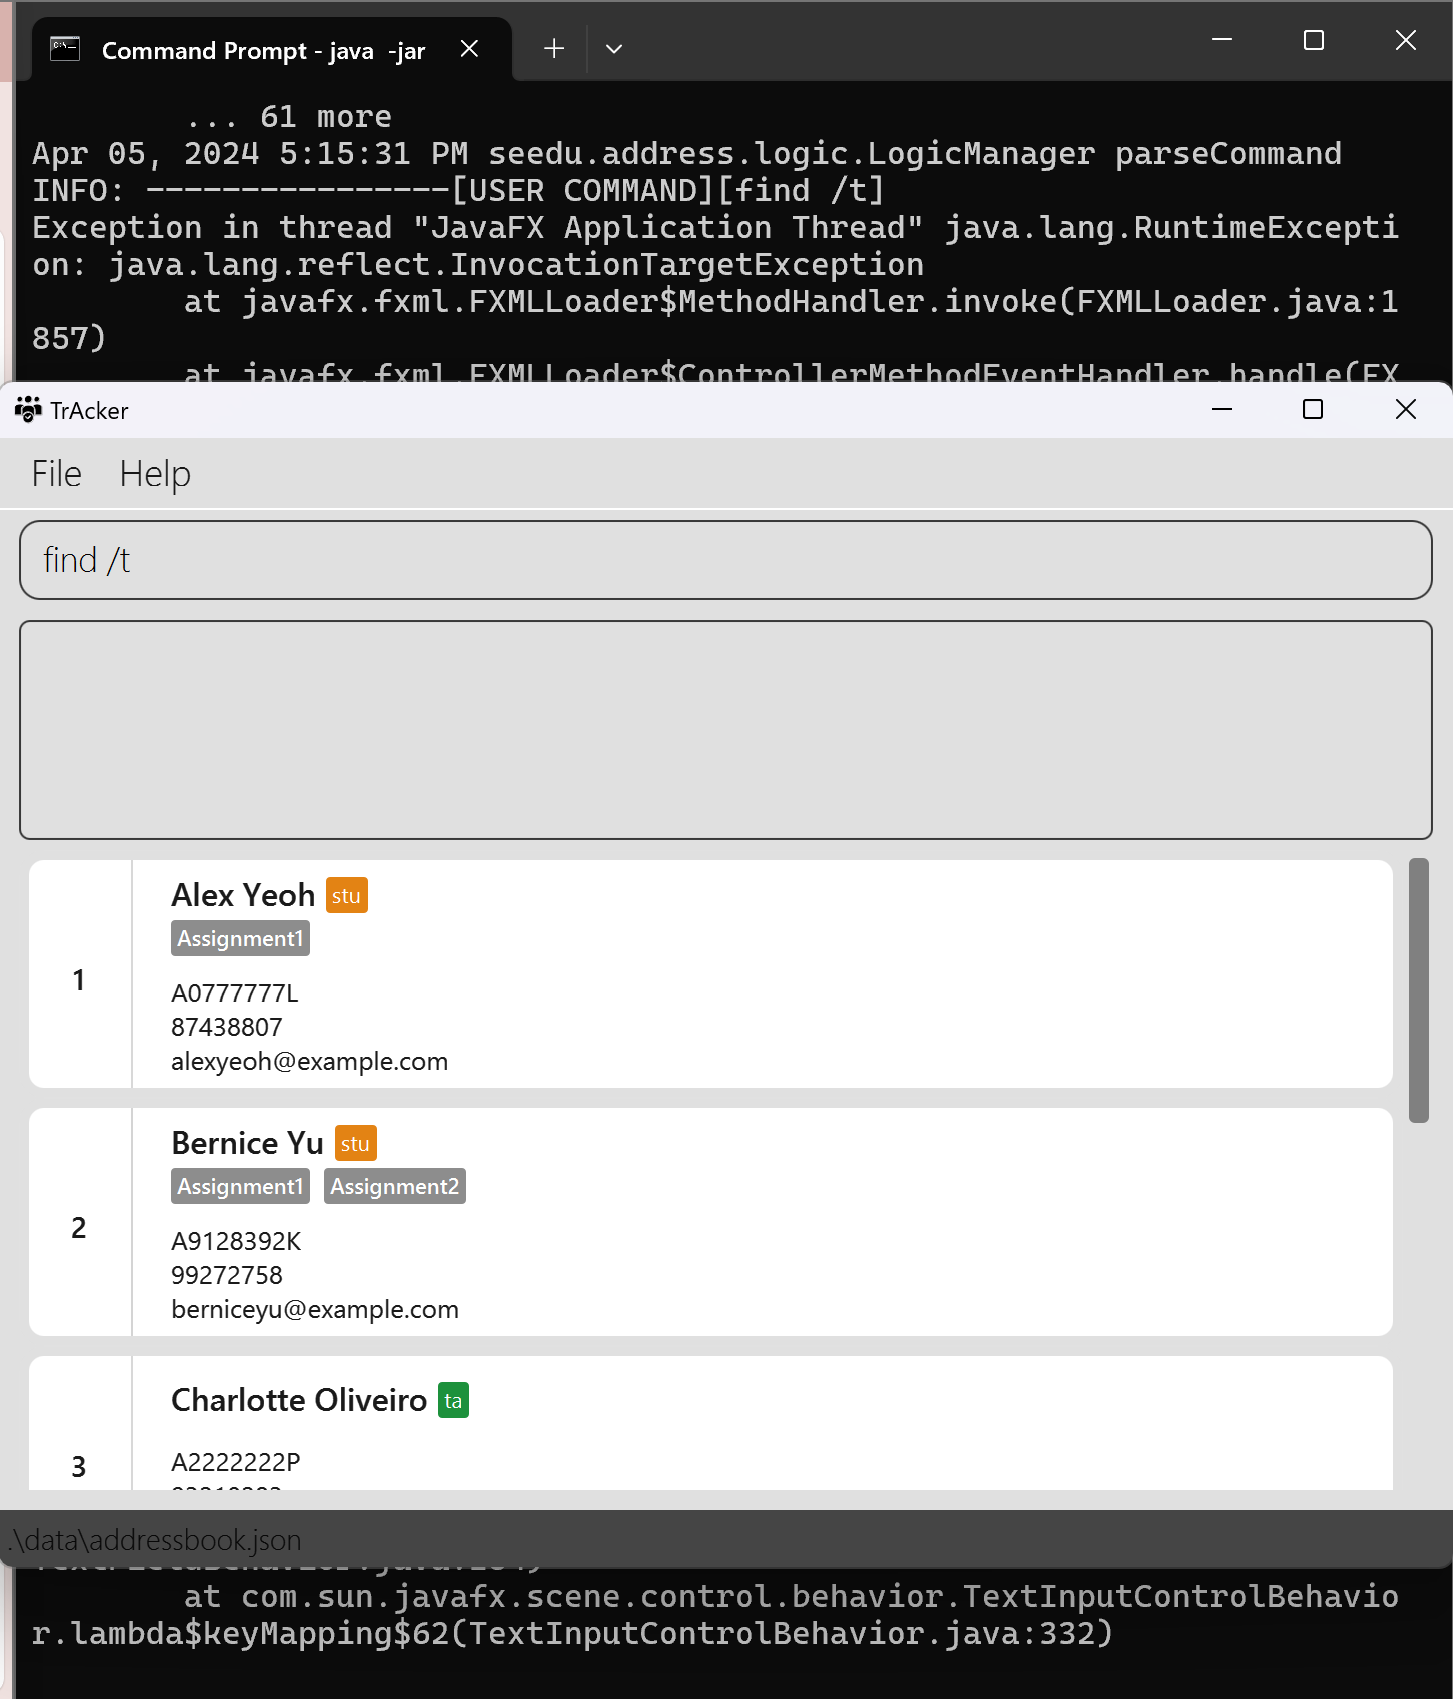 Command Prompt - java  -jar
... 61 more
Apr 05, 2024 5:15:31 PM seedu.address.logic.LogicManager parseCommand
INFO: ----------------[USER COMMAND][find /t]
Exception in thread "JavaFX Application Thread" java.lang.RuntimeExcepti
on: java.lang.reflect.InvocationTargetException
at javafx.fxml.FXMLLoader$MethodHandler.invoke(FXMLLoader.java:1
857)
at javafx.fxml.FXMLLoader$ControllerMethodEventHandler.handle(FX
TrAcker
File Help
find /t
1
Alex Yeoh stu
Assignment1
A0777777L
87438807
alexyeoh@example.com
2
Bernice Yu stu
Assignment1 Assignment2
A9128392K
99272758
berniceyu@example.com
3
Charlotte Oliveiro ta
A2222222P
.\data\addressbook.json
at com.sun.javafx.scene.control.behavior.TextInputControlBehavio
r.lambda$keyMapping$62(TextInputControlBehavior.java:332)